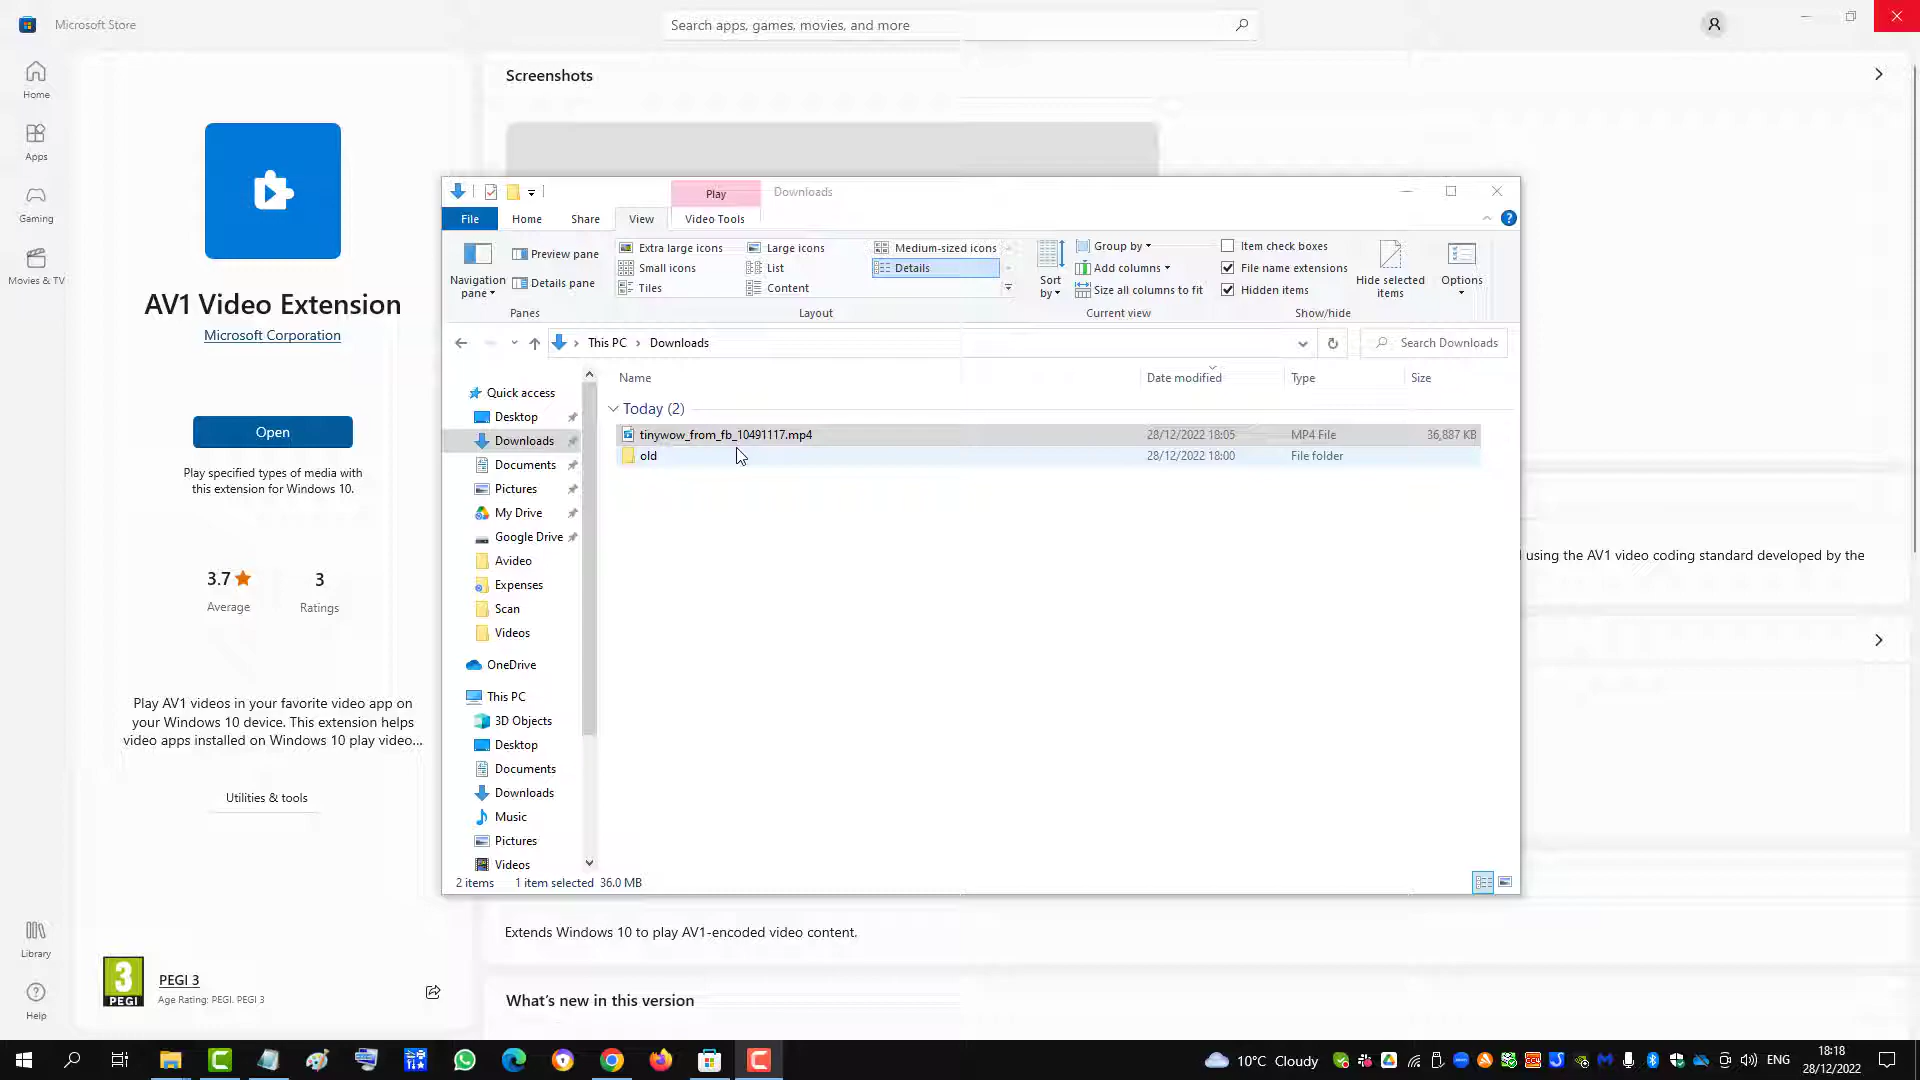 Microsoft Store
Search apps, games, movies, and more
Home
Apps
Gaming
Movies & TV
Library
Help
AV1 Video Extension
Microsoft Corporation
Open
Play specified types of media with
this extension for Windows 10.
3.7
3
Average
Ratings
Play AV1 videos in your favorite video app on
your Windows 10 device. This extension helps
video apps installed on Windows 10 play video...
Utilities & tools
3
PEGI
PEGI 3
Age Rating: PEGI. PEGI 3
Screenshots
using the AV1 video coding standard developed by the
Extends Windows 10 to play AV1-encoded video content.
What's new in this version
Play
Downloads
File
Home
Share
View
Video Tools
Navigation
pane
Preview pane
Details pane
Panes
Extra large icons
Large icons
Medium-sized icons
Small icons
List
Details
Tiles
Content
Layout
Sort
by
Group by
Add columns
Size all columns to fit
Current view
Item check boxes
File name extensions
Hidden items
Hide selected
items
Show/hide
Options
This PC
Downloads
Search Downloads
Quick access
Desktop
Downloads
Documents
Pictures
My Drive
Google Drive
Avideo
Expenses
Scan
Videos
OneDrive
This PC
3D Objects
Desktop
Documents
Downloads
Music
Pictures
Videos
Name
Date modified
Type
Size
Today (2)
tinywow_from_fb_10491117.mp4
28/12/2022 18:05
MP4 File
36,887 KB
old
28/12/2022 18:00
File folder
2 items
1 item selected
36.0 MB
10°C Cloudy
ENG
18:18
28/12/2022